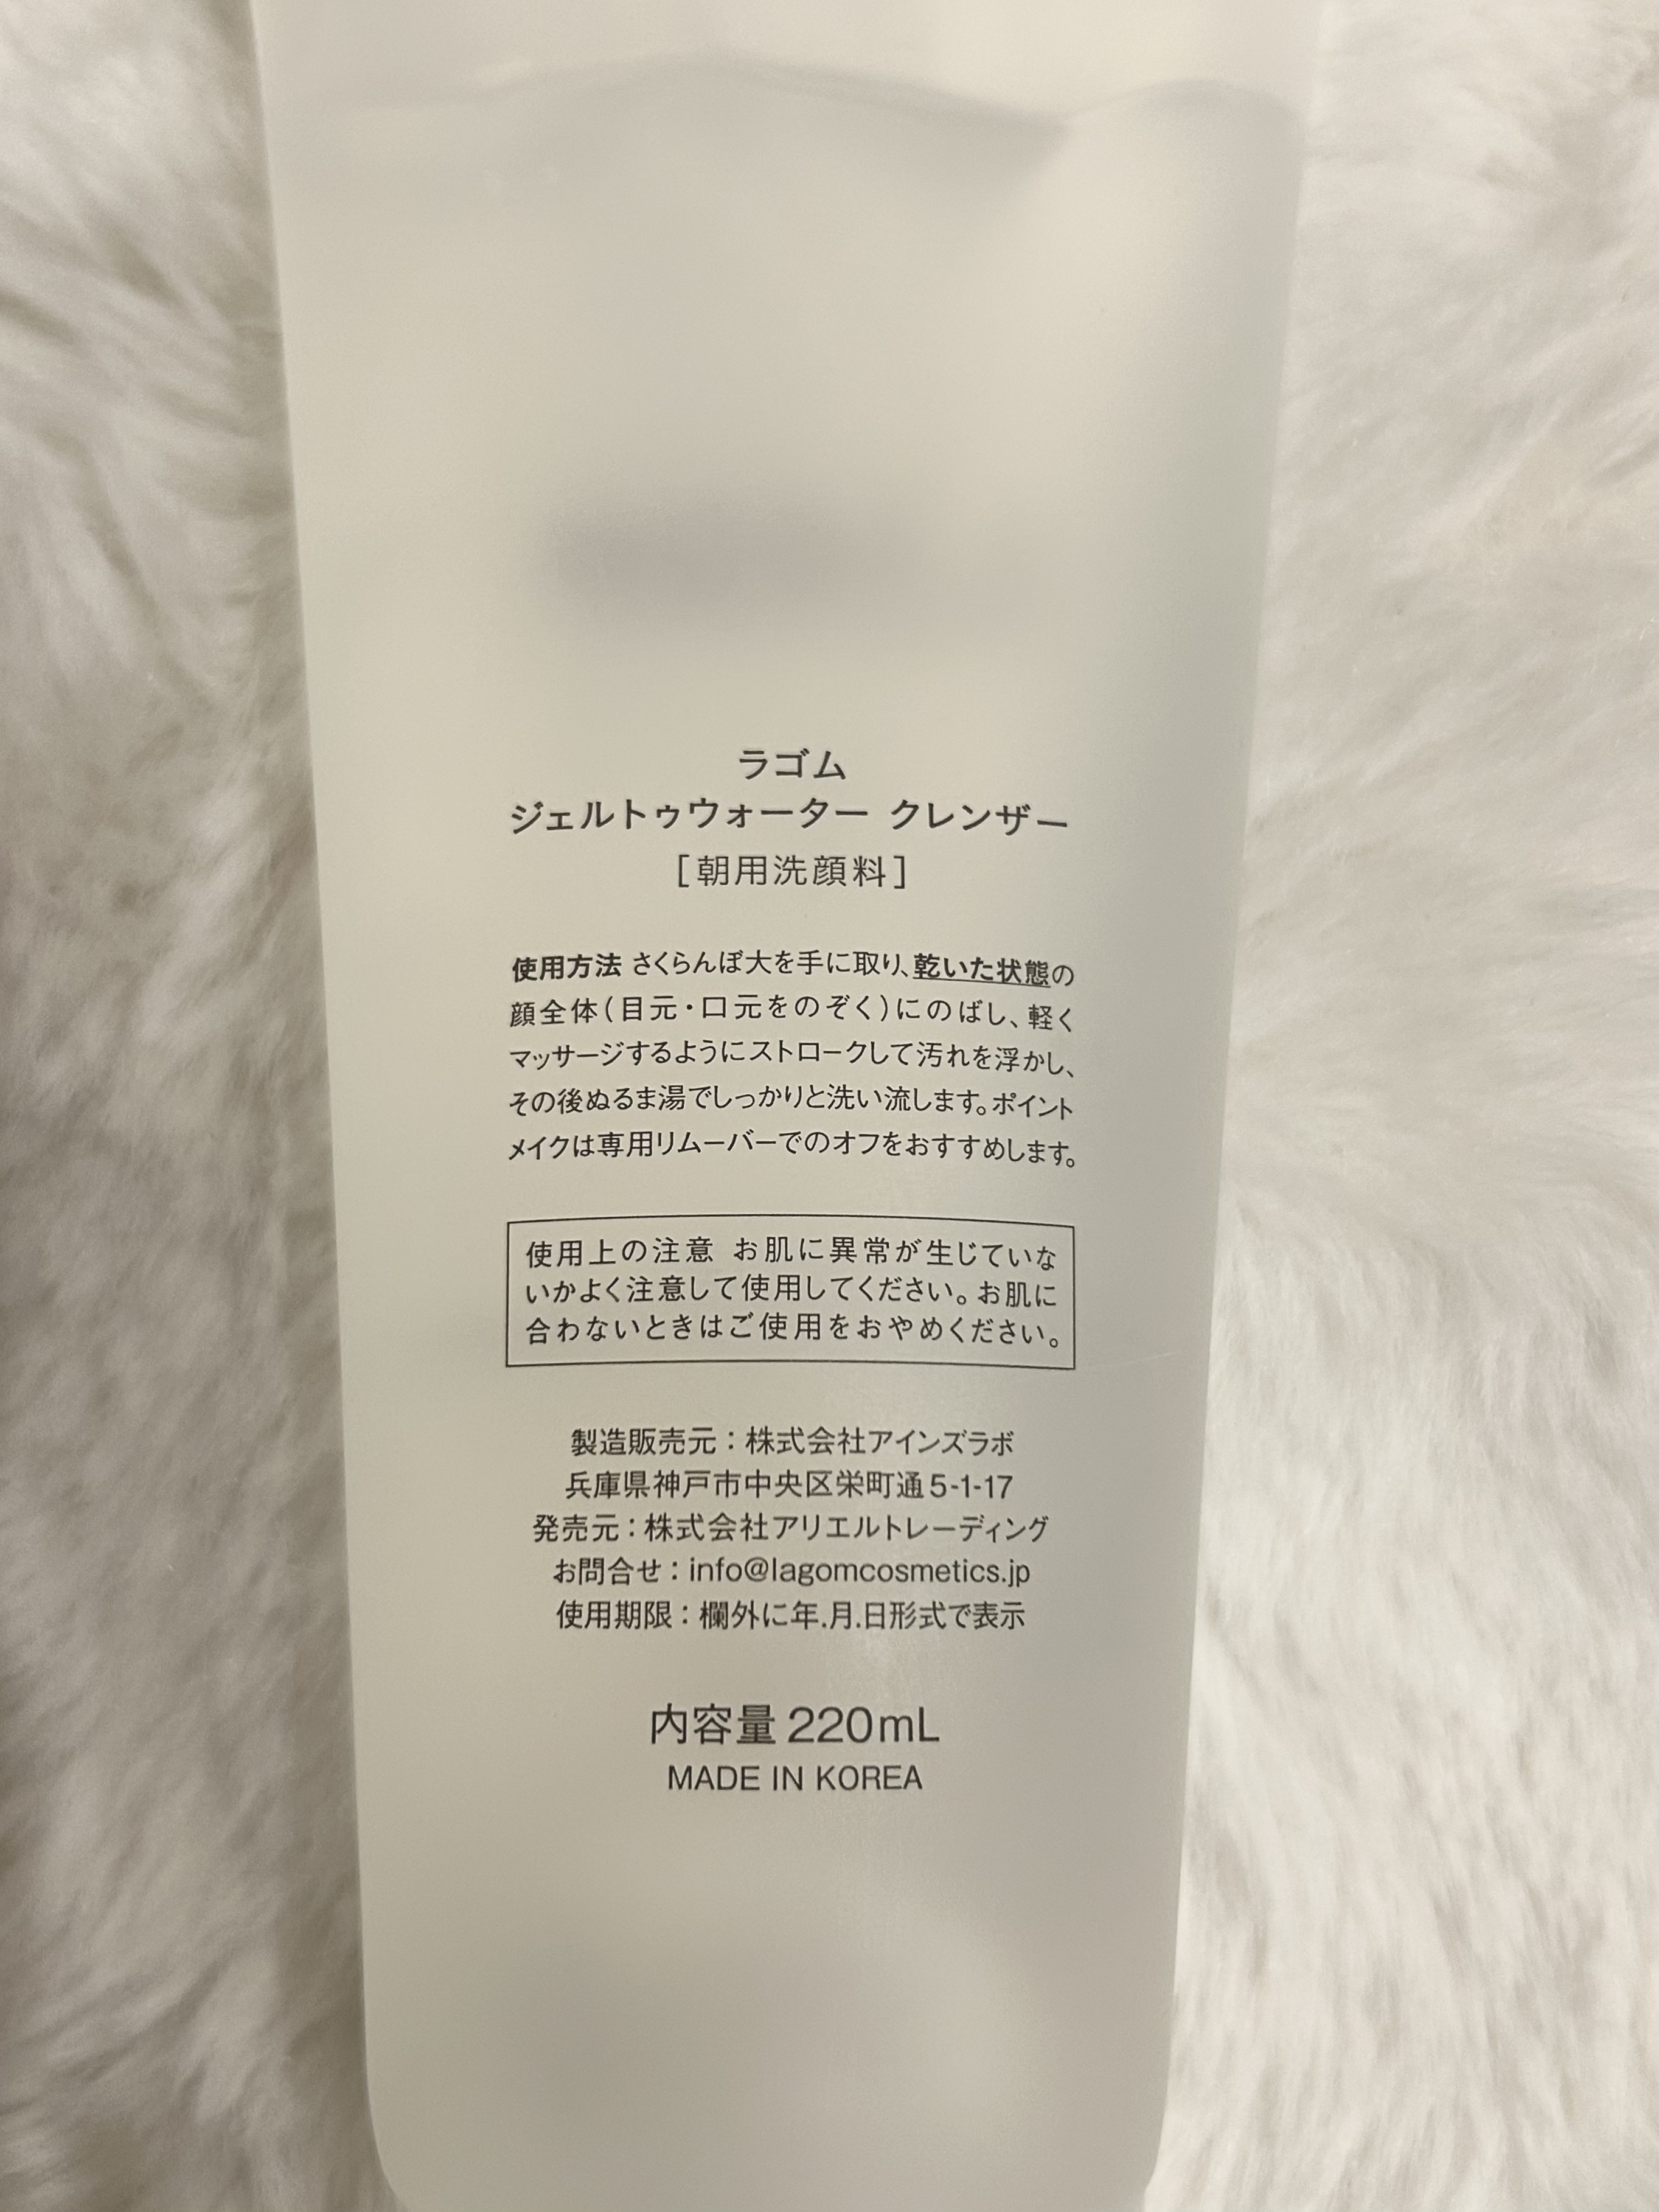 ラゴム
ジェルトゥウォーター クレンザー
[朝用洗顔料]
使用方法 さくらんぼ大を手に取り、乾いた状態の
顔全体(目元・口元をのぞく)にのばし、軽く
マッサージするようにストロークして汚れを浮かし、
その後ぬるま湯でしっかりと洗い流します。ポイント
メイクは専用リムーバーでのオフをおすすめします。
使用上の注意 お肌に異常が生じていな
いかよく注意して使用してください。お肌に
合わないときはご使用をおやめください。
製造販売元：株式会社アインズラボ
兵庫県神戸市中央区栄町通5-1-17
発売元：株式会社アリエルトレーディング
お問合せ：info@lagomcosmetics.jp
使用期限：欄外に年.月.日形式で表示
内容量 220mL
MADE IN KOREA